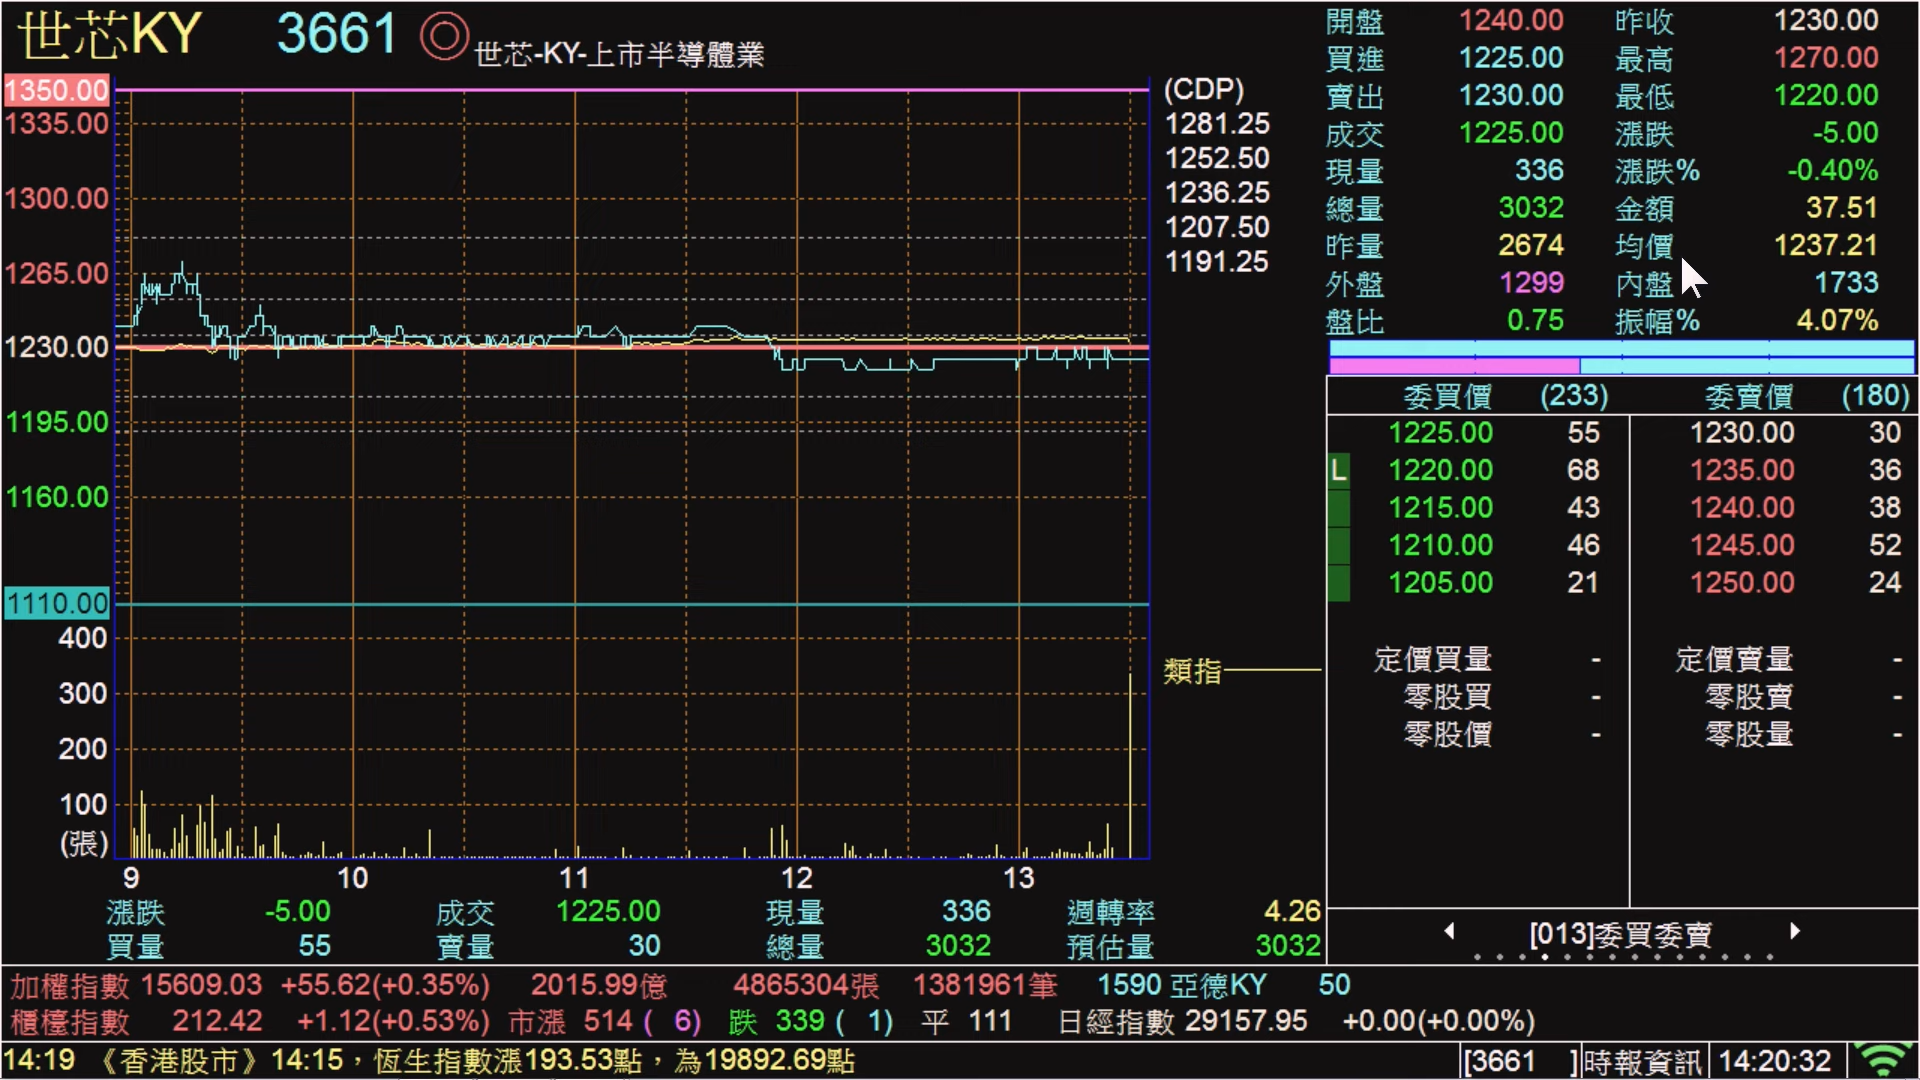 世芯KY 3661 世芯-KY-上市半導體業
1350.00
1335.00
1300.00
1265.00
1230.00
1195.00
1160.00
1110.00
400
300
200
100
(張)
9 10 11 12 13
(CDP)
1281.25
1252.50
1236.25
1207.50
1191.25
類指
開盤 1240.00 昨收 1230.00
買進 1225.00 最高 1270.00
賣出 1230.00 最低 1220.00
成交 1225.00 漲跌 -5.00
現量 336 漲跌% -0.40%
總量 3032 金額 37.51
昨量 2674 均價 1237.21
外盤 1299 內盤 1733
盤比 0.75 振幅% 4.07%
委買價 (233) 委賣價 (180)
1225.00 55 1230.00 30
L 1220.00 68 1235.00 36
1215.00 43 1240.00 38
1210.00 46 1245.00 52
1205.00 21 1250.00 24
定價買量 - 定價賣量 -
零股買 - 零股賣 -
零股價 - 零股量 -
[013]委買委賣
漲跌 -5.00 成交 1225.00 現量 336 週轉率 4.26
買量 55 賣量 30 總量 3032 預估量 3032
加權指數 15609.03 +55.62(+0.35%) 2015.99億 4865304張 1381961筆 1590 亞德KY 50
櫃檯指數 212.42 +1.12(+0.53%) 市漲 514 ( 6) 跌 339 ( 1) 平 111 日經指數 29157.95 +0.00(+0.00%)
14:19 《香港股市》14:15，恆生指數漲193.53點，為19892.69點 [3661 ] 時報資訊 14:20:32